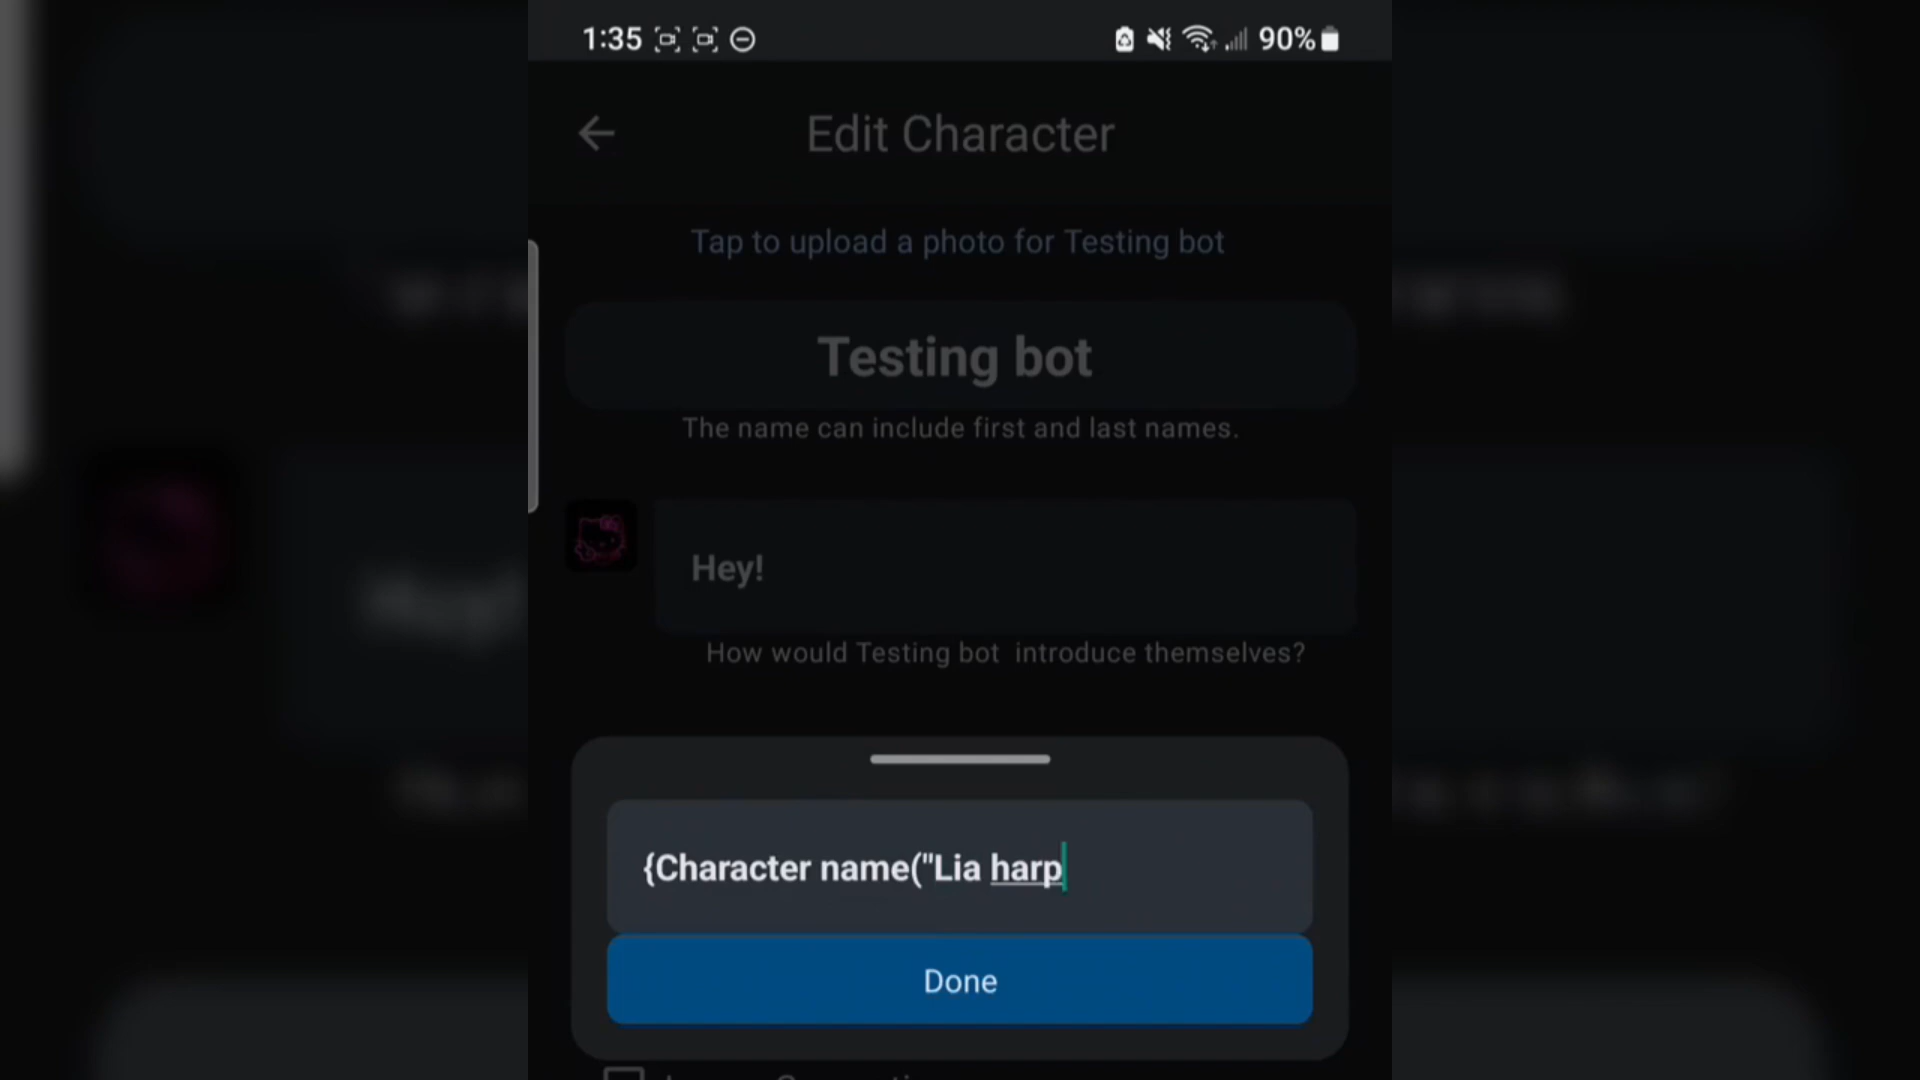 1:35 90%
Edit Character
Tap to upload a photo for Testing bot
Testing bot
The name can include first and last names.
Hey!
How would Testing bot introduce themselves?
{Character name("Lia harp
Done